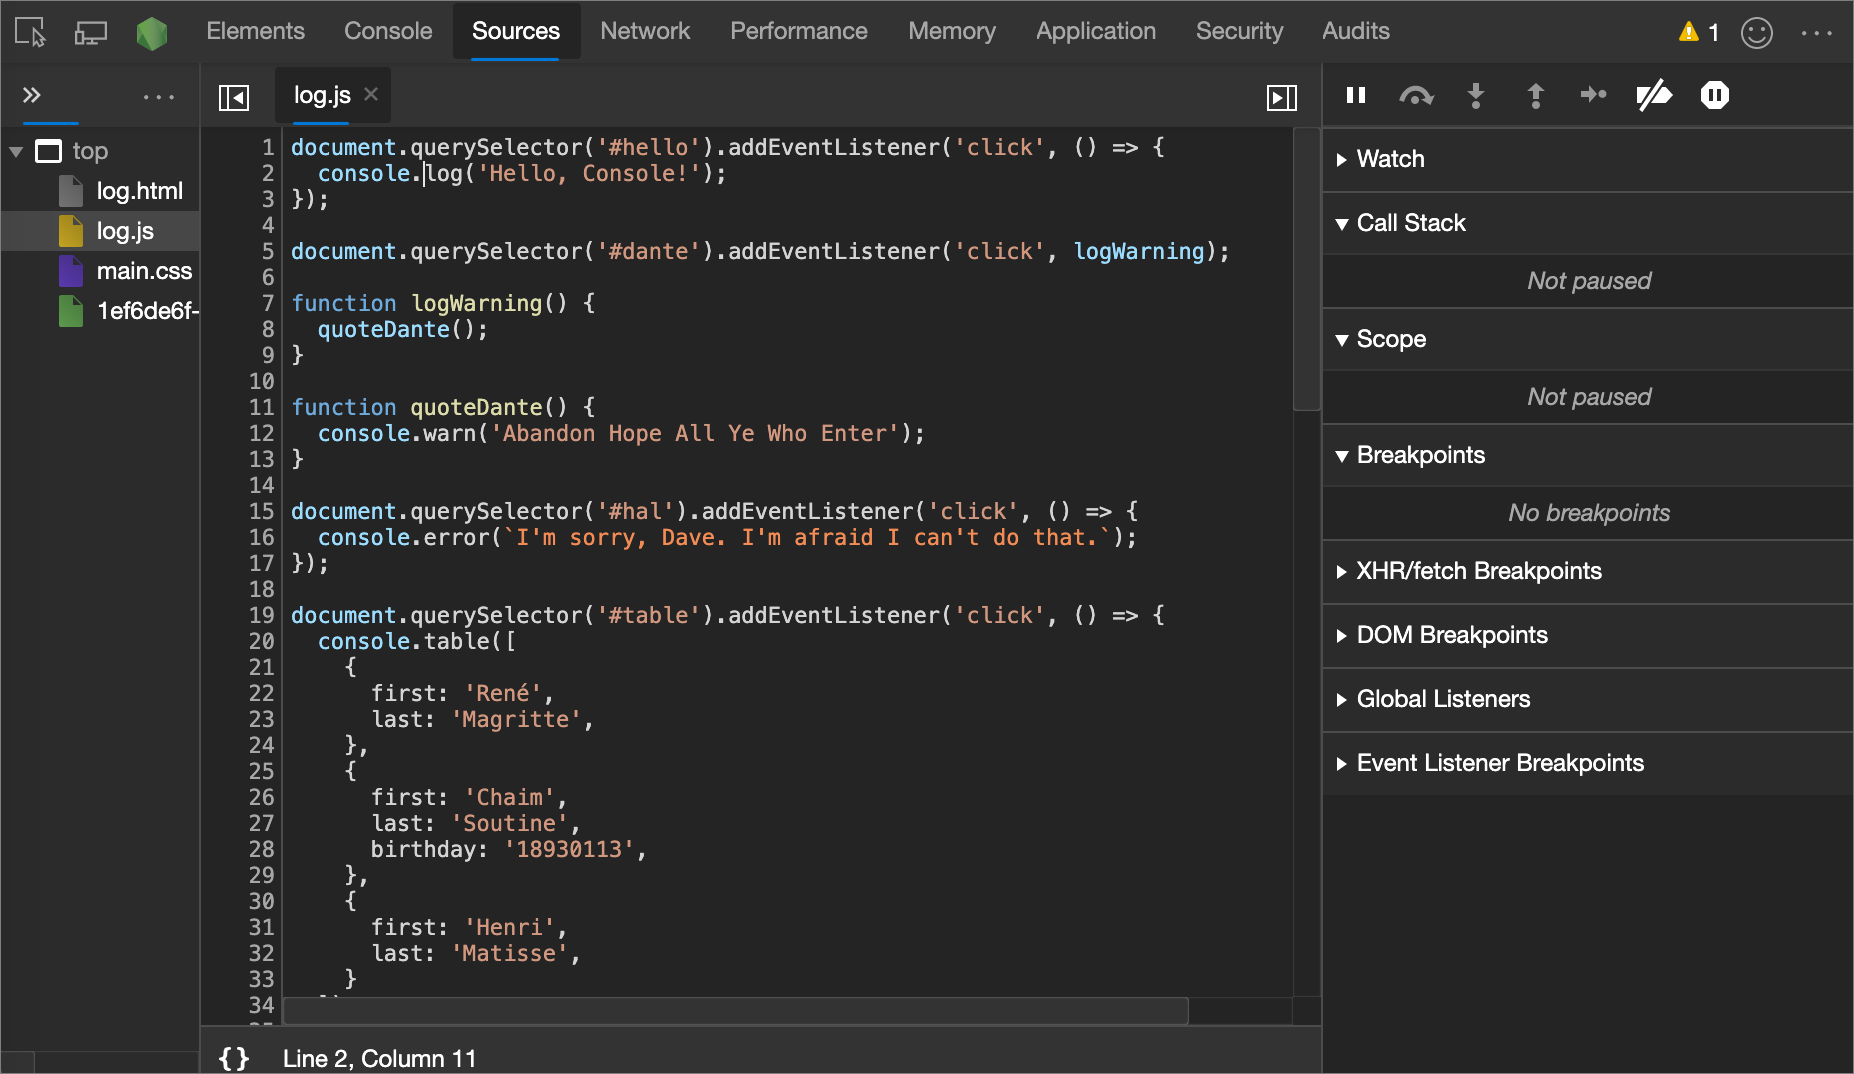 Elements Console Sources Network Performance Memory Application Security Audits 1
log.js
top
log.html
log.js
main.css
1ef6de6f-
1 document.querySelector('#hello').addEventListener('click', () => {
2 console.log('Hello, Console!');
3 });
4
5 document.querySelector('#dante').addEventListener('click', logWarning);
6
7 function logWarning() {
8 quoteDante();
9 }
10
11 function quoteDante() {
12 console.warn('Abandon Hope All Ye Who Enter');
13 }
14
15 document.querySelector('#hal').addEventListener('click', () => {
16 console.error(`I'm sorry, Dave. I'm afraid I can't do that.`);
17 });
18
19 document.querySelector('#table').addEventListener('click', () => {
20 console.table([
21 {
22 first: 'René',
23 last: 'Magritte',
24 },
25 {
26 first: 'Chaim',
27 last: 'Soutine',
28 birthday: '18930113',
29 },
30 {
31 first: 'Henri',
32 last: 'Matisse',
33 }
34
{} Line 2, Column 11
Watch
Call Stack
Not paused
Scope
Not paused
Breakpoints
No breakpoints
XHR/fetch Breakpoints
DOM Breakpoints
Global Listeners
Event Listener Breakpoints